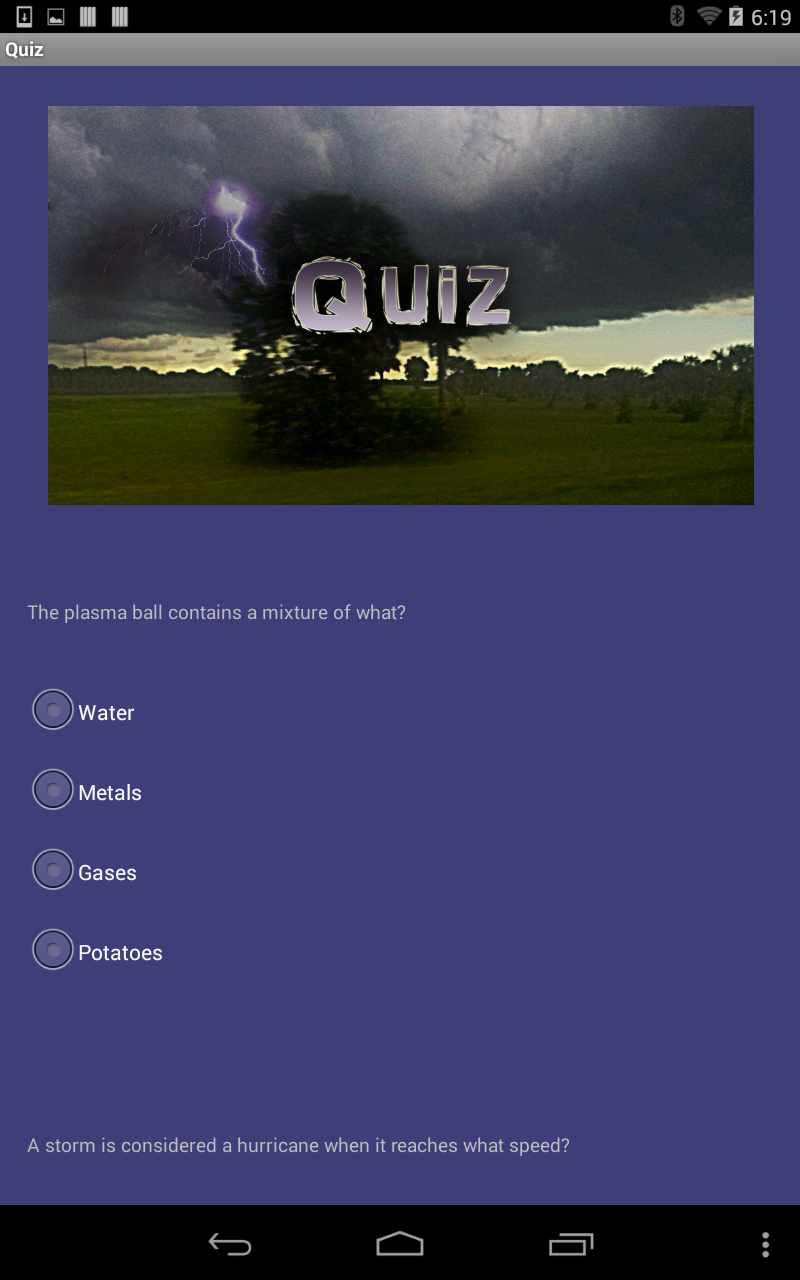 6:19
Quiz
Quiz
The plasma ball contains a mixture of what?
Water
Metals
Gases
Potatoes
A storm is considered a hurricane when it reaches what speed?